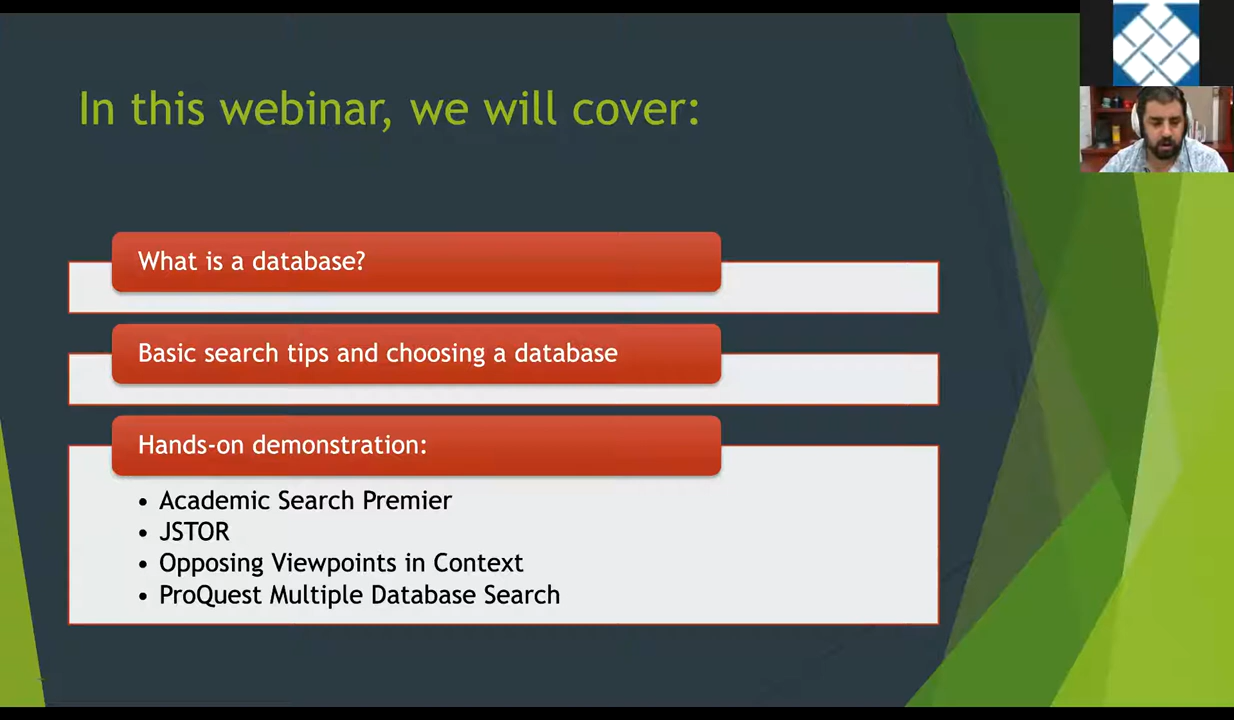 In this webinar, we will cover:
What is a database?
Basic search tips and choosing a database
Hands-on demonstration:
• Academic Search Premier
• JSTOR
• Opposing Viewpoints in Context
• ProQuest Multiple Database Search